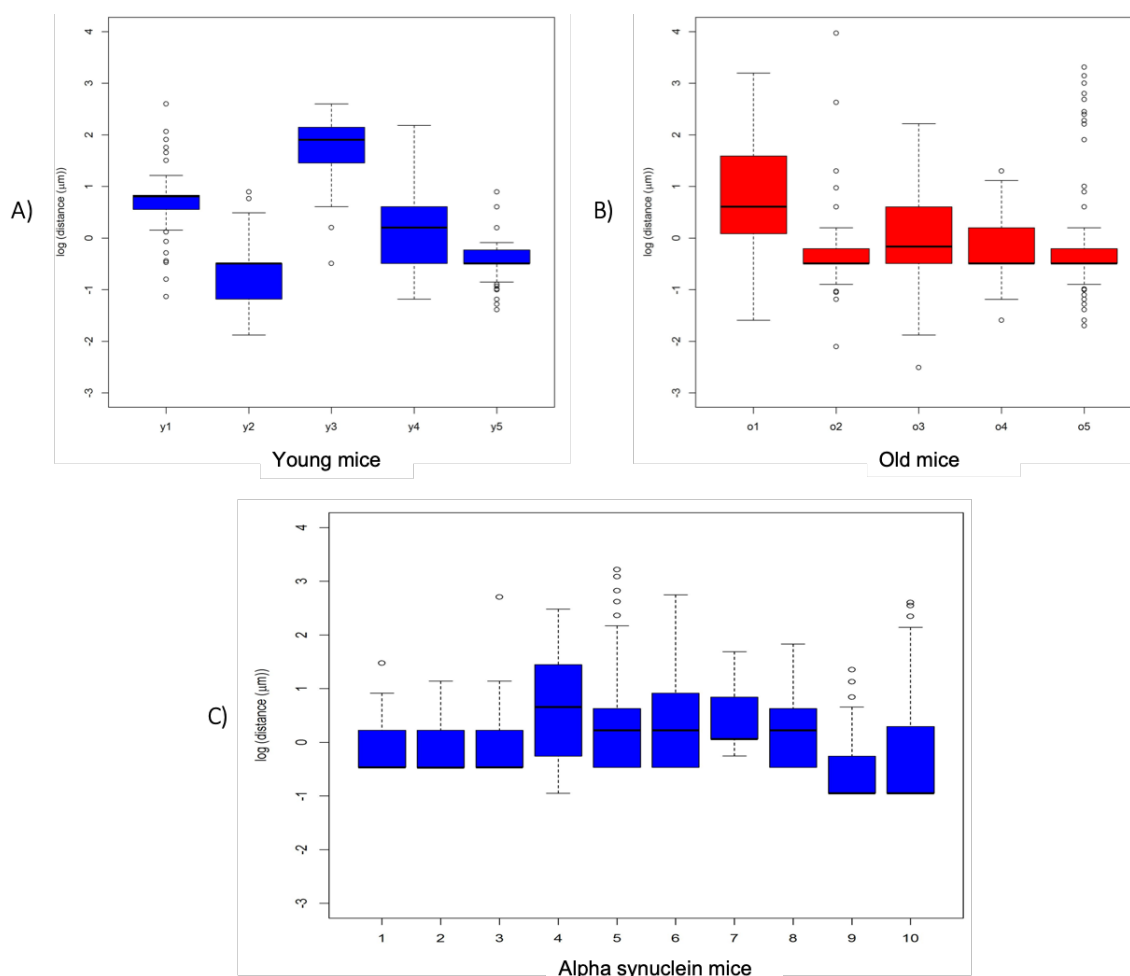 A)
log (distance (μm))
4
3
2
1
0
-1
-2
-3
y1 y2 y3 y4 y5
Young mice
B)
log (distance (μm))
4
3
2
1
0
-1
-2
-3
o1 o2 o3 o4 o5
Old mice
C)
log (distance (μm))
4
3
2
1
0
-1
-2
-3
1 2 3 4 5 6 7 8 9 10
Alpha synuclein mice